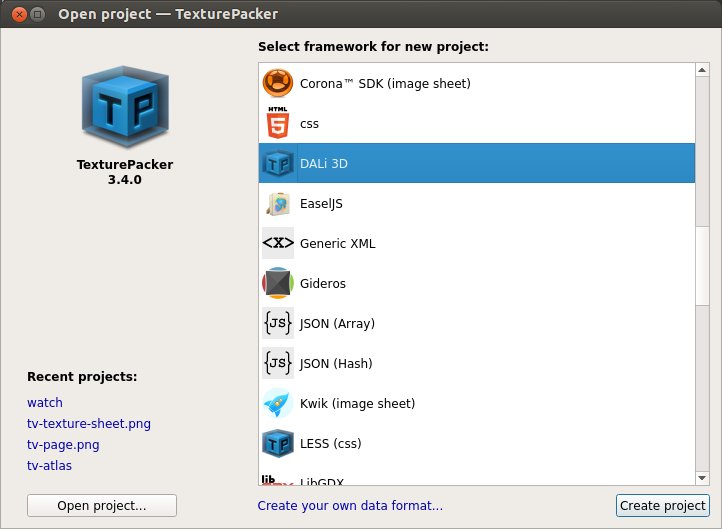 Open project — TexturePacker
Select framework for new project:
TP
TexturePacker
3.4.0
Corona™ SDK (image sheet)
HTML
5
css
TP
DALi 3D
EaselJS
<X>
Generic XML
Gideros
{JS}
JSON (Array)
{JS}
JSON (Hash)
Kwik (image sheet)
TP
LESS (css)
lib
LibGDX
Recent projects:
watch
tv-texture-sheet.png
tv-page.png
tv-atlas
Open project...
Create your own data format...
Create project